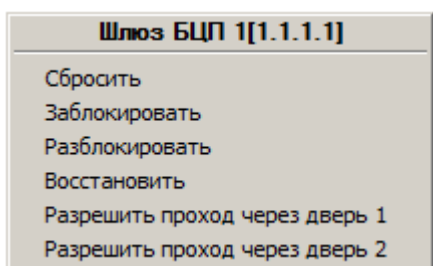 Шлюз БЦП 1[1.1.1.1]
Сбросить
Заблокировать
Разблокировать
Восстановить
Разрешить проход через дверь 1
Разрешить проход через дверь 2